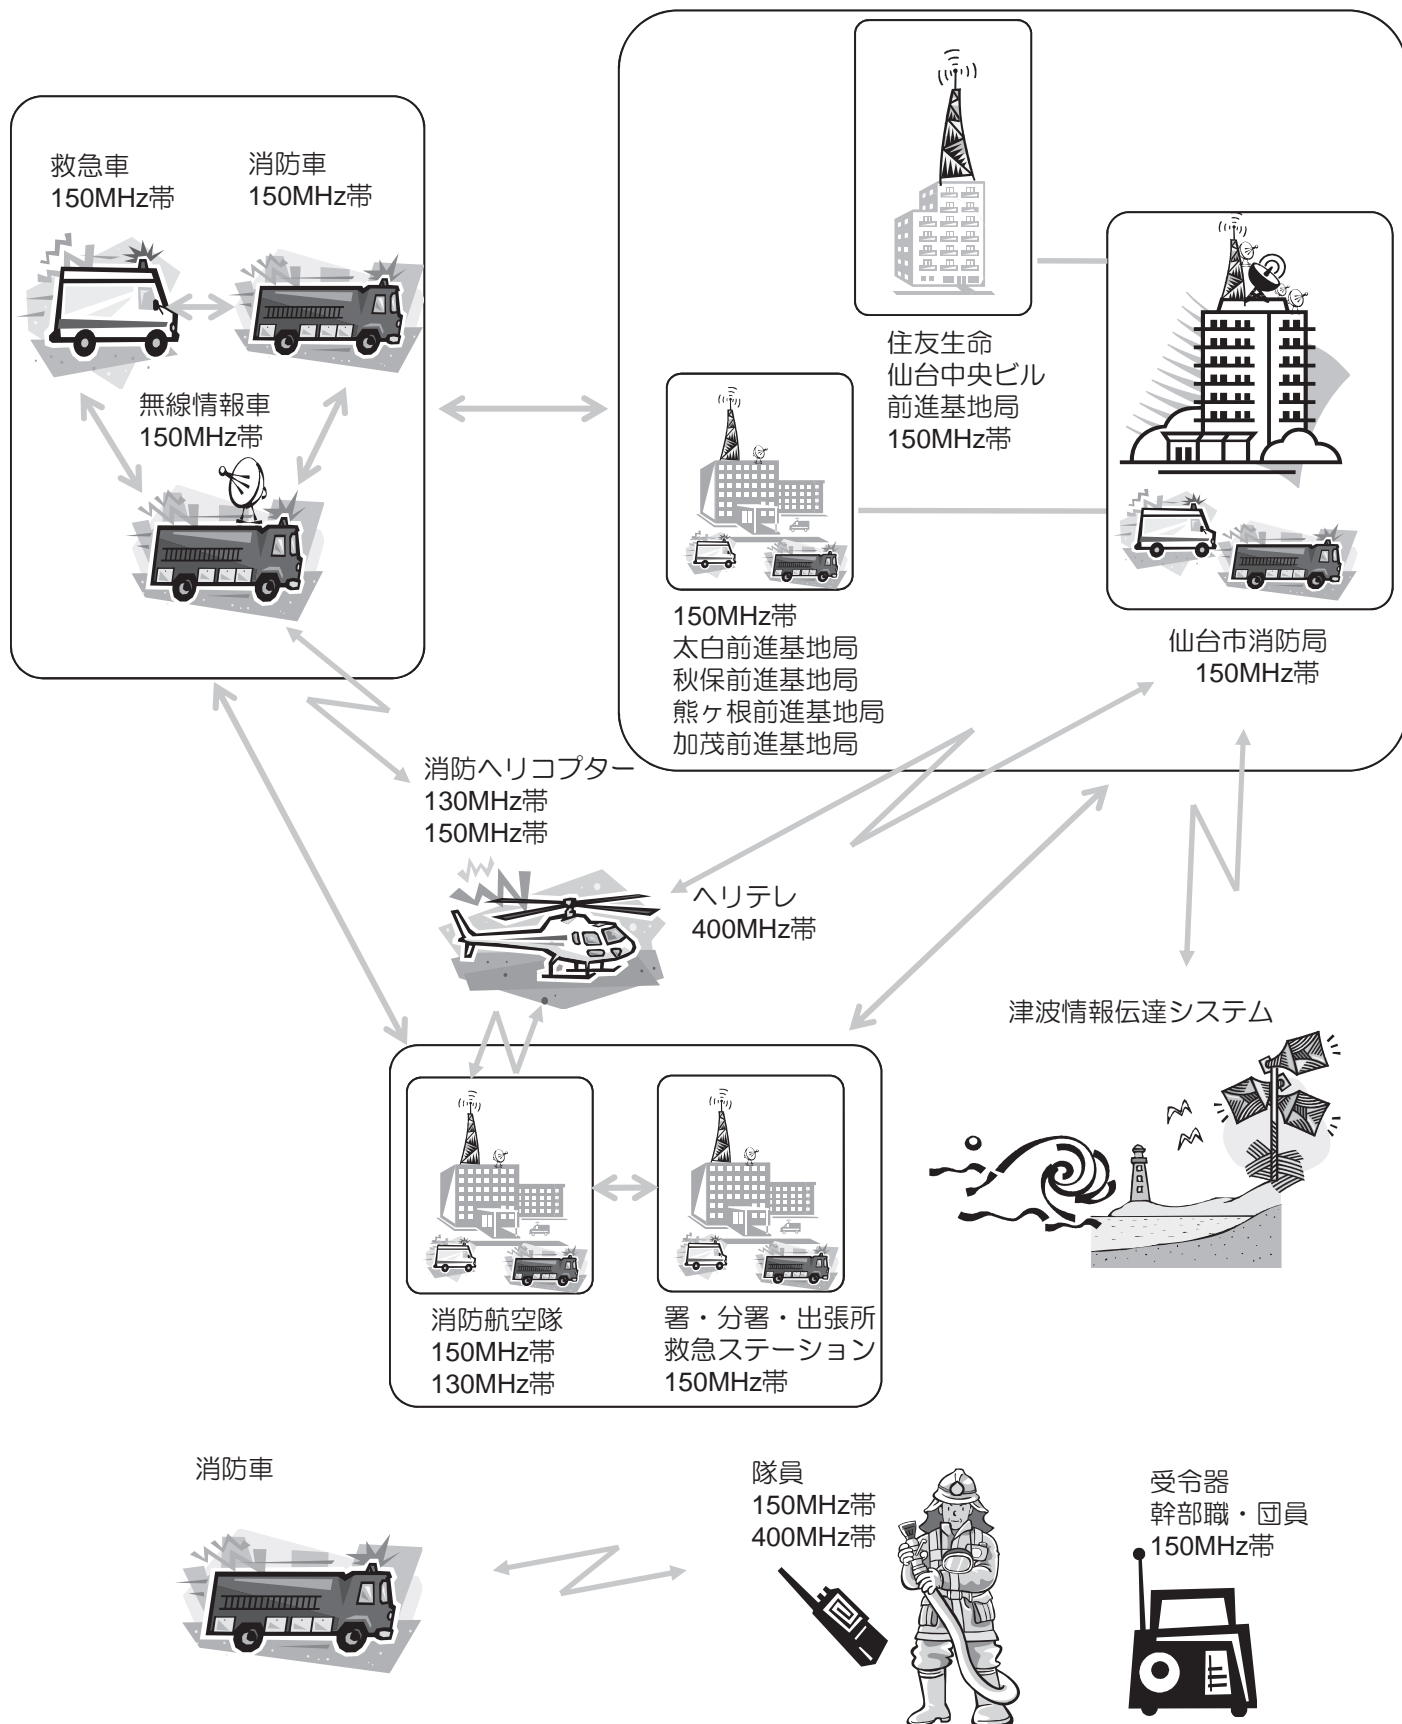 救急車
150MHz帯
消防車
150MHz帯
無線情報車
150MHz帯
住友生命
仙台中央ビル
前進基地局
150MHz帯
150MHz帯
太白前進基地局
秋保前進基地局
熊ヶ根前進基地局
加茂前進基地局
仙台市消防局
150MHz帯
消防ヘリコプター
130MHz帯
150MHz帯
ヘリテレ
400MHz帯
津波情報伝達システム
消防航空隊
150MHz帯
130MHz帯
署・分署・出張所
救急ステーション
150MHz帯
消防車
隊員
150MHz帯
400MHz帯
受令器
幹部職・団員
150MHz帯